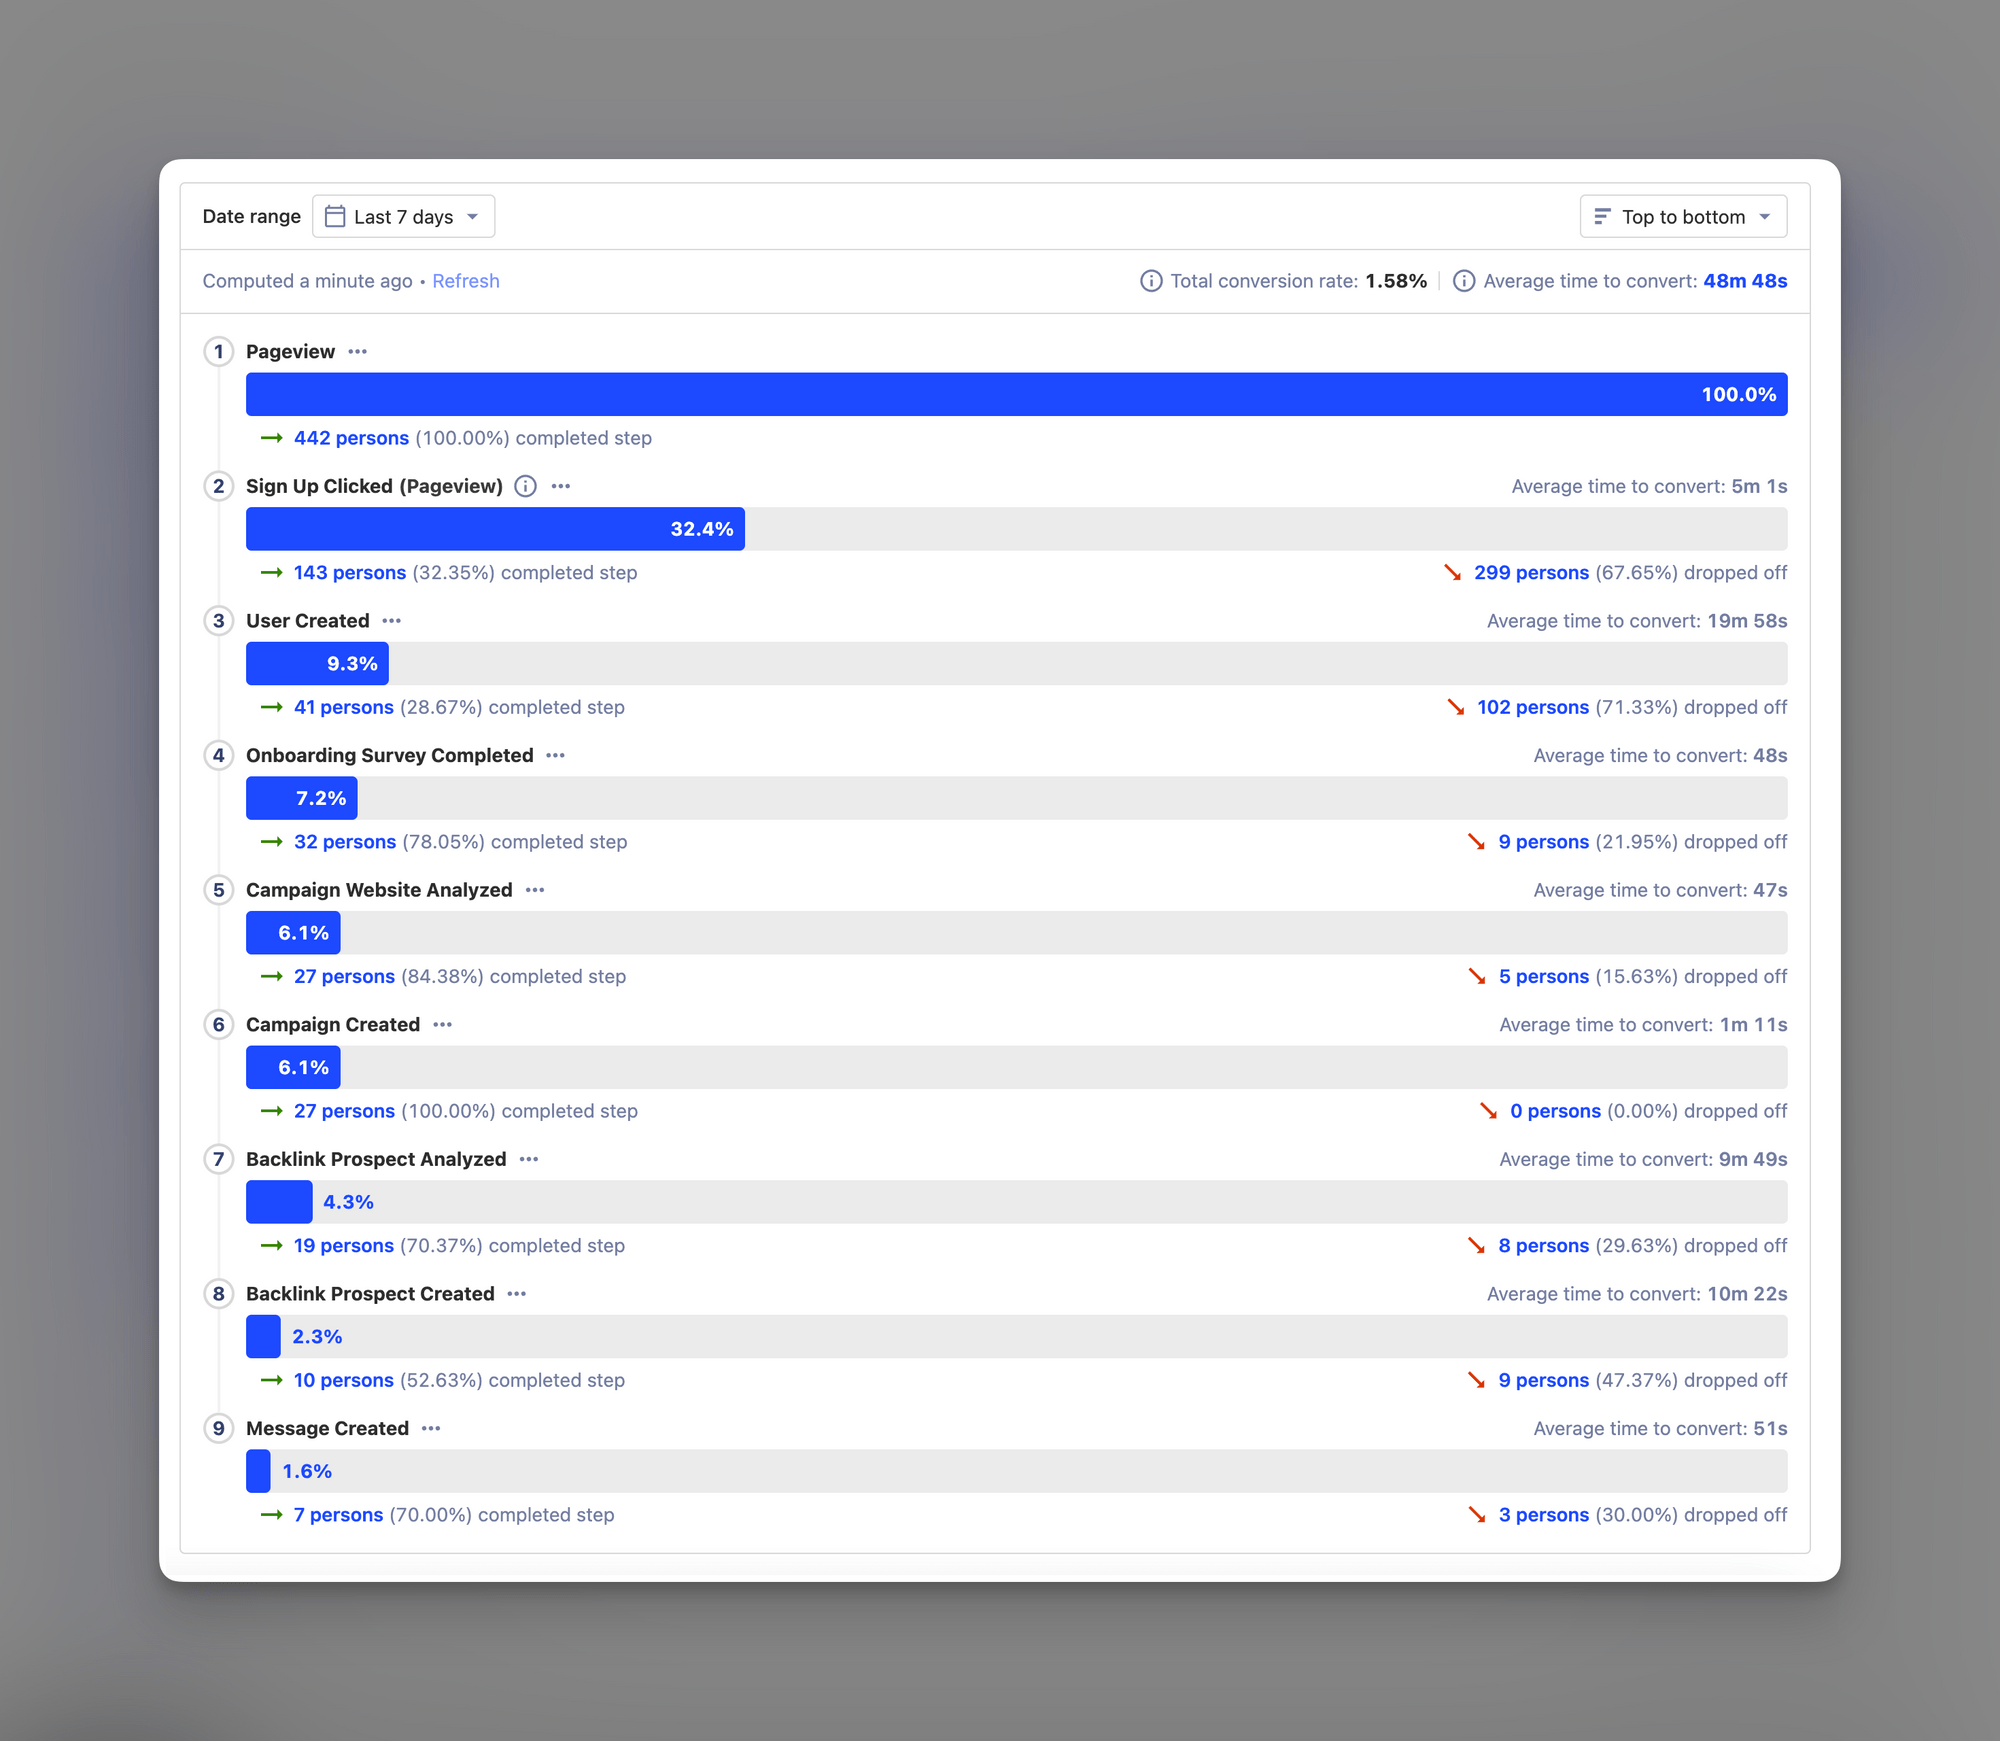 Date range Last 7 days Top to bottom
Computed a minute ago • Refresh Total conversion rate: 1.58% Average time to convert: 48m 48s
1 Pageview •••
100.0%
442 persons (100.00%) completed step
2 Sign Up Clicked (Pageview) ••• Average time to convert: 5m 1s
32.4%
143 persons (32.35%) completed step 299 persons (67.65%) dropped off
3 User Created ••• Average time to convert: 19m 58s
9.3%
41 persons (28.67%) completed step 102 persons (71.33%) dropped off
4 Onboarding Survey Completed ••• Average time to convert: 48s
7.2%
32 persons (78.05%) completed step 9 persons (21.95%) dropped off
5 Campaign Website Analyzed ••• Average time to convert: 47s
6.1%
27 persons (84.38%) completed step 5 persons (15.63%) dropped off
6 Campaign Created ••• Average time to convert: 1m 11s
6.1%
27 persons (100.00%) completed step 0 persons (0.00%) dropped off
7 Backlink Prospect Analyzed ••• Average time to convert: 9m 49s
4.3%
19 persons (70.37%) completed step 8 persons (29.63%) dropped off
8 Backlink Prospect Created ••• Average time to convert: 10m 22s
2.3%
10 persons (52.63%) completed step 9 persons (47.37%) dropped off
9 Message Created ••• Average time to convert: 51s
1.6%
7 persons (70.00%) completed step 3 persons (30.00%) dropped off